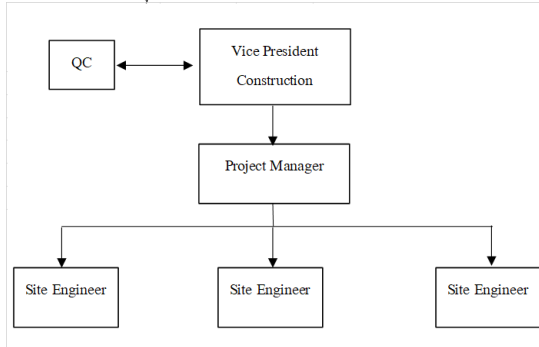 Vice President
QC
Construction
Project Manager
Site Engineer
Site Engineer
Site Engineer